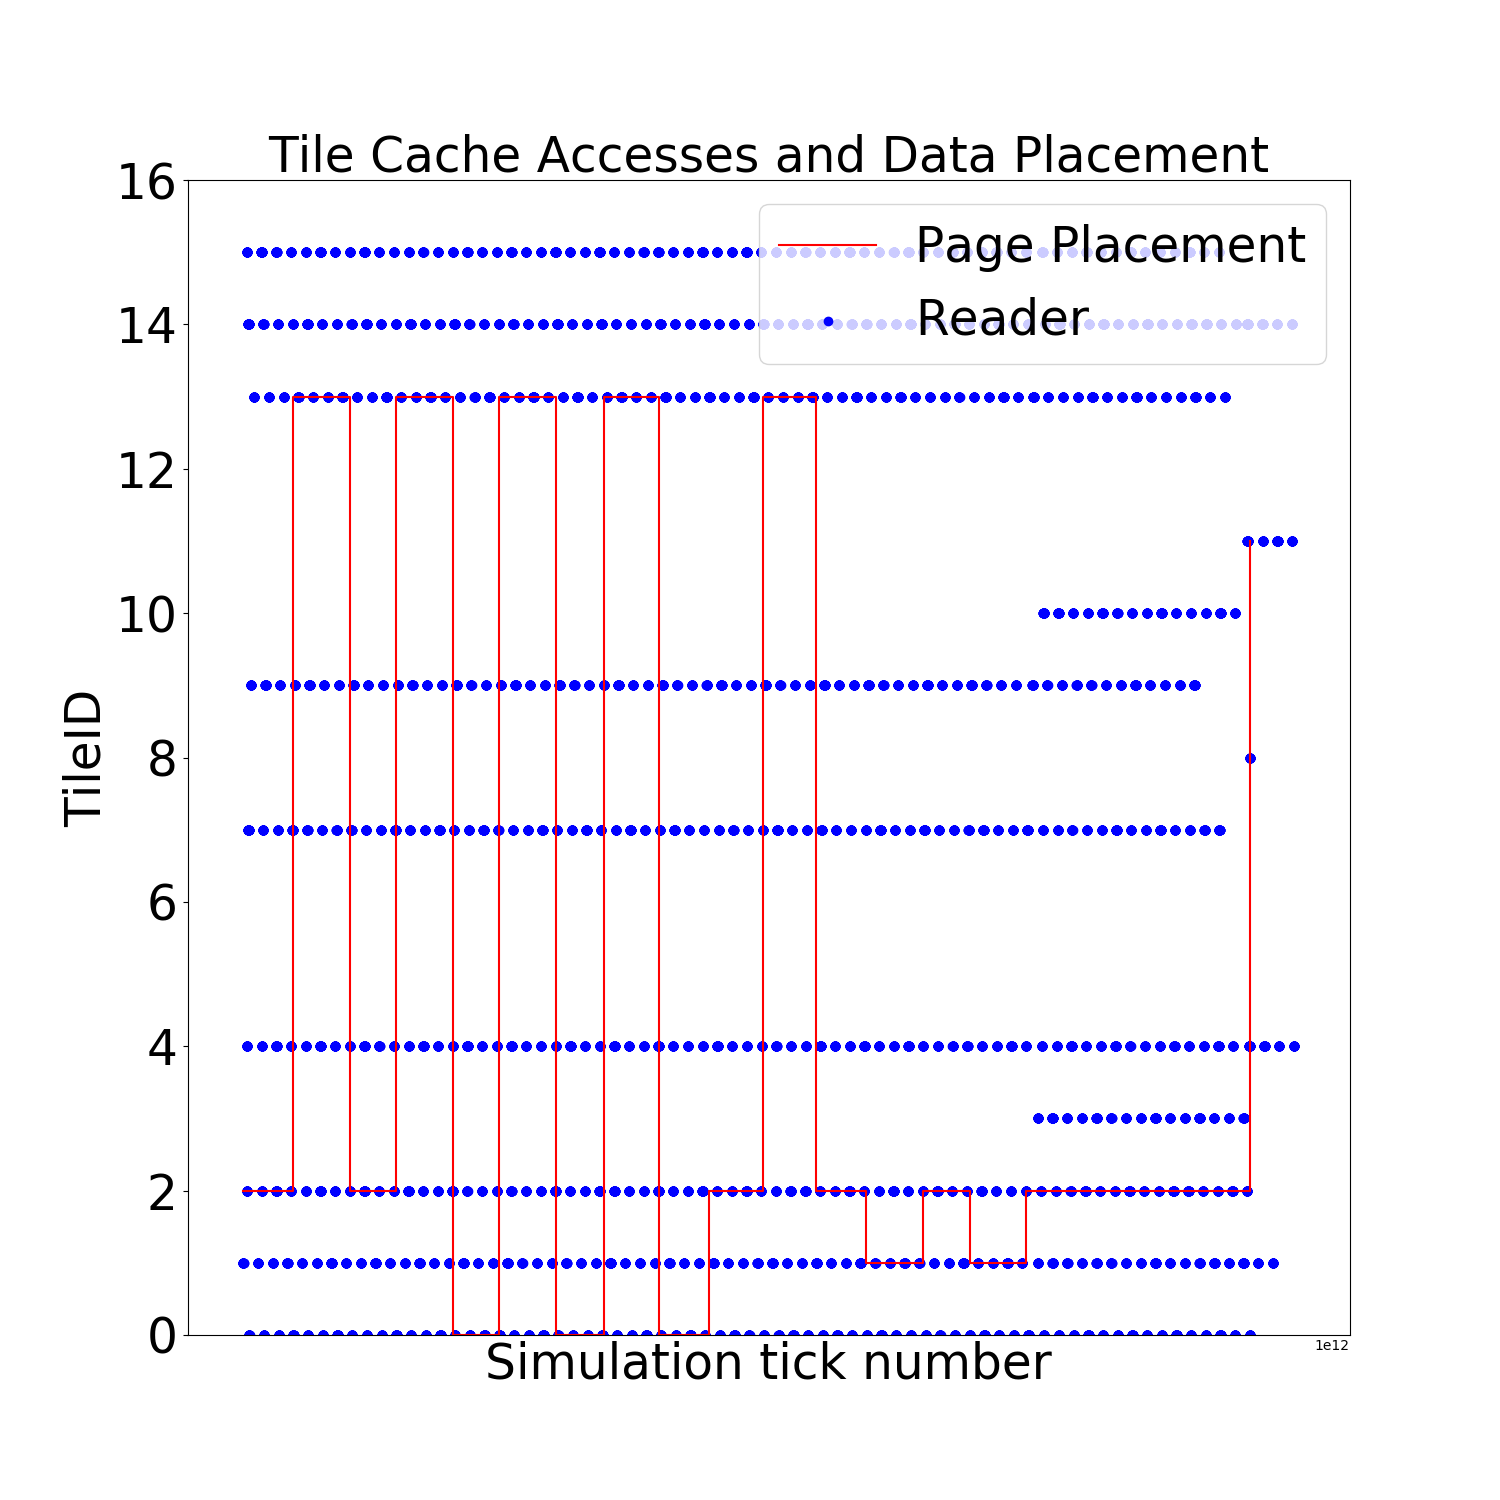 Tile Cache Accesses and Data Placement
16
14
12
10
8
6
4
2
0
TileID
Page Placement
Reader
1e12
Simulation tick number